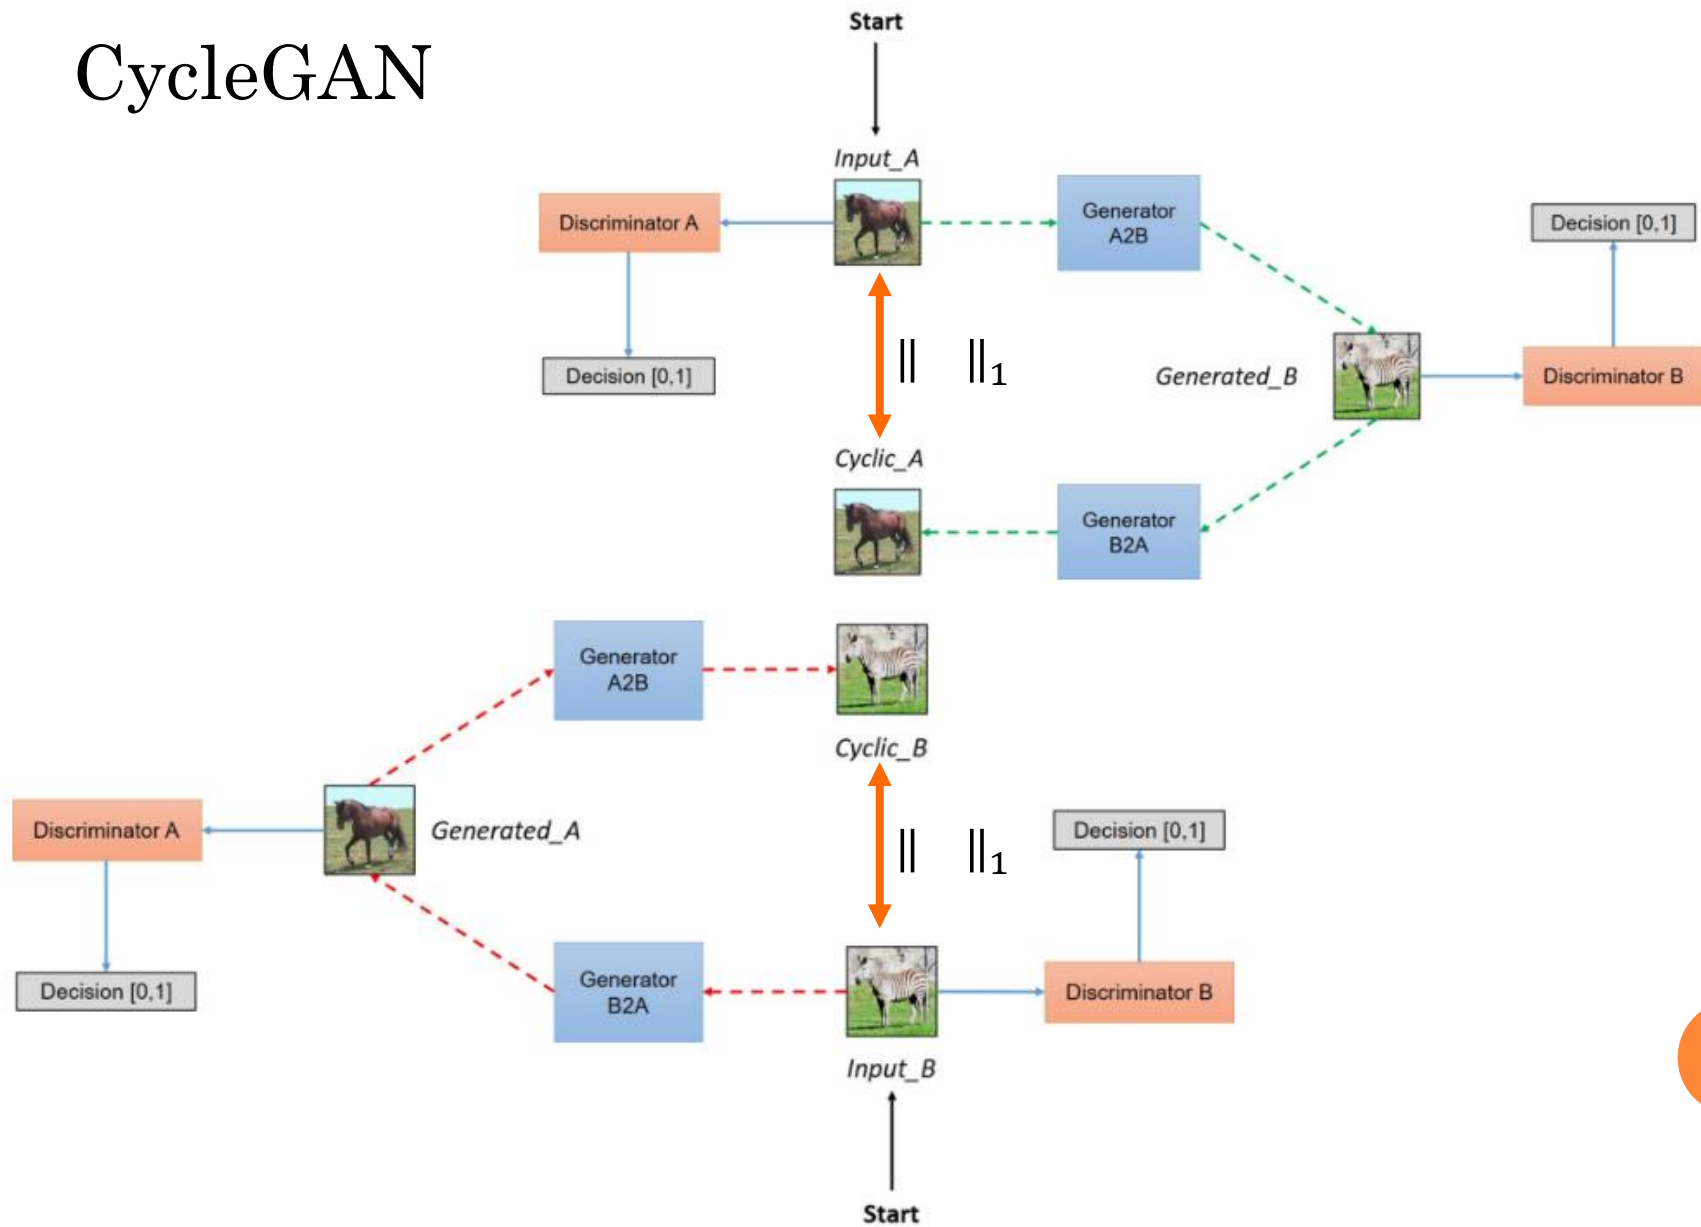 CycleGAN
Start
Input_A
Discriminator A
Generator
A2B
Decision [0,1]
Decision [0,1]
‖ ‖₁
Generated_B
Discriminator B
Cyclic_A
Generator
B2A
Generator
A2B
Cyclic_B
Discriminator A
Generated_A
‖ ‖₁
Decision [0,1]
Decision [0,1]
Generator
B2A
Discriminator B
Input_B
Start